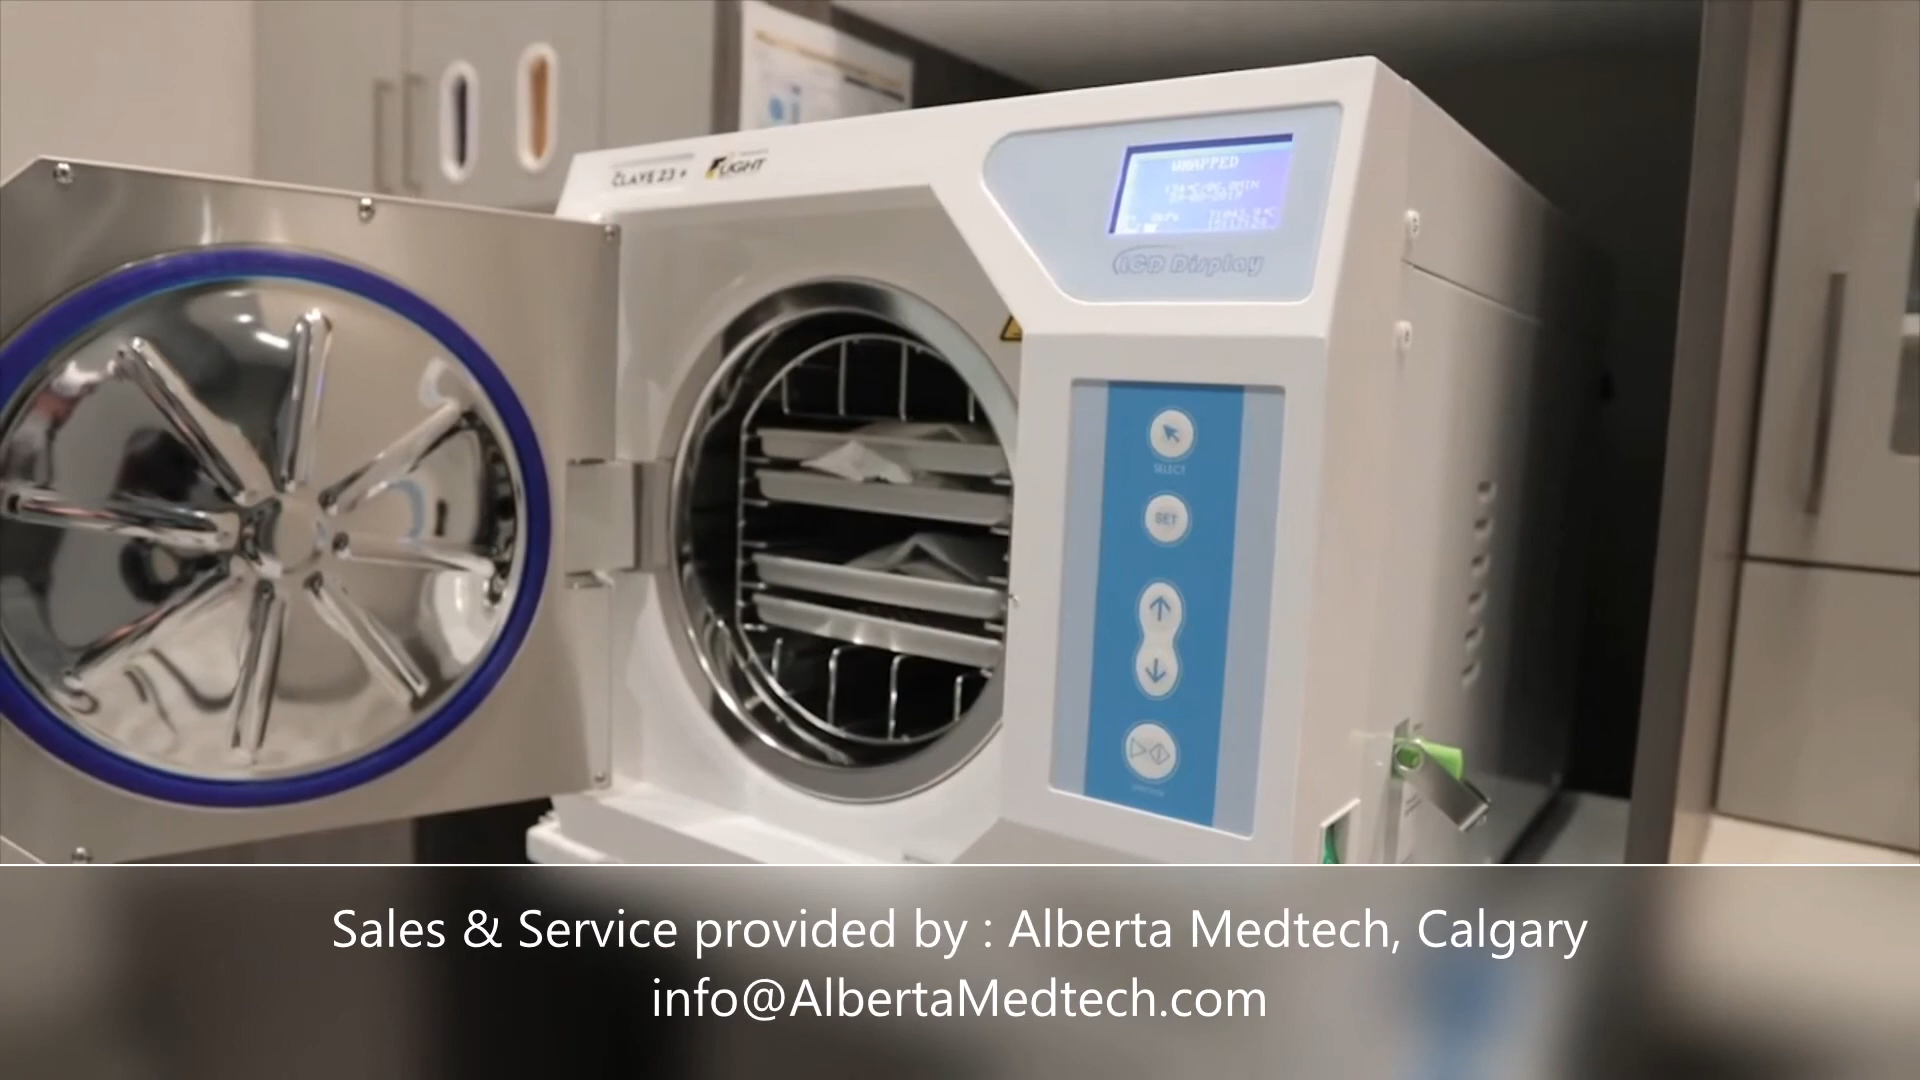 CLAVE 23 +
FLIGHT
WRAPPED
LCD Display
SELECT
SET
Sales & Service provided by : Alberta Medtech, Calgary
info@AlbertaMedtech.com